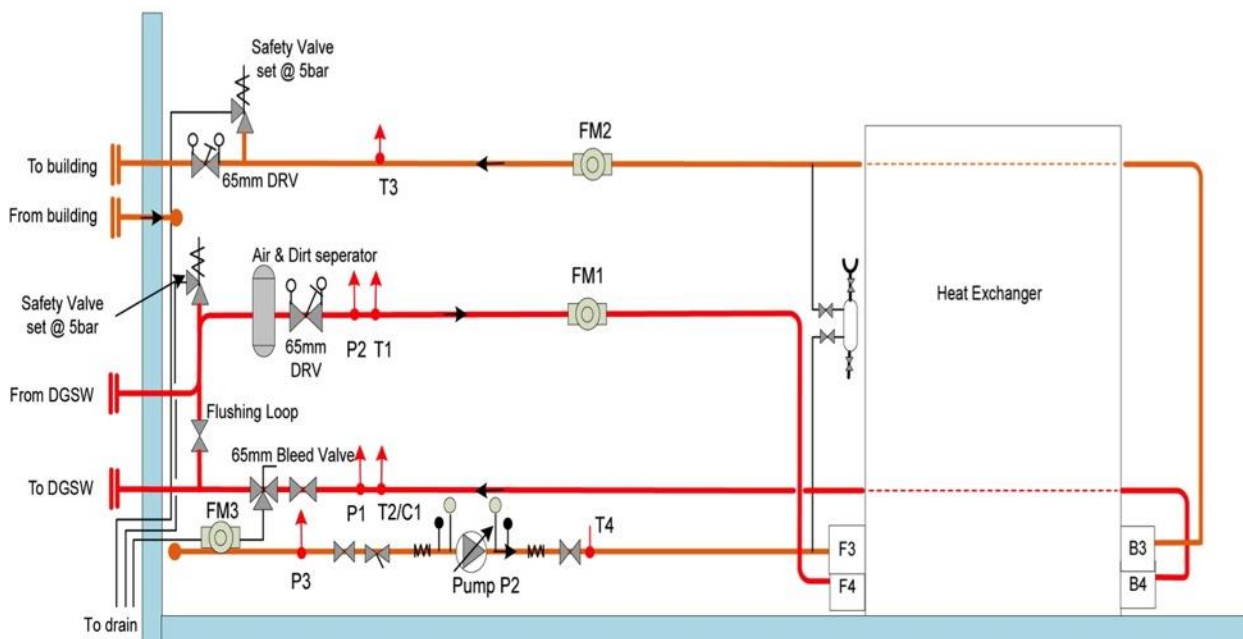 Safety Valve
set @ 5bar
FM2
To building
65mm DRV
T3
From building
Air & Dirt seperator
FM1
Heat Exchanger
Safety Valve
set @ 5bar
65mm
DRV
P2
T1
From DGSW
Flushing Loop
65mm Bleed Valve
To DGSW
P1
T2/C1
FM3
T4
P3
Pump P2
F3
B3
F4
B4
To drain